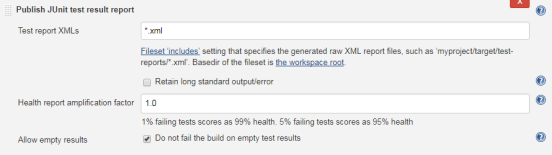 Publish JUnit test result report
X
Test report XMLs
*.xml
Fileset 'includes' setting that specifies the generated raw XML report files, such as 'myproject/target/test-
reports/*.xml'. Basedir of the fileset is the workspace root.
Retain long standard output/error
Health report amplification factor
1.0
1% failing tests scores as 99% health. 5% failing tests scores as 95% health
Allow empty results
Do not fail the build on empty test results